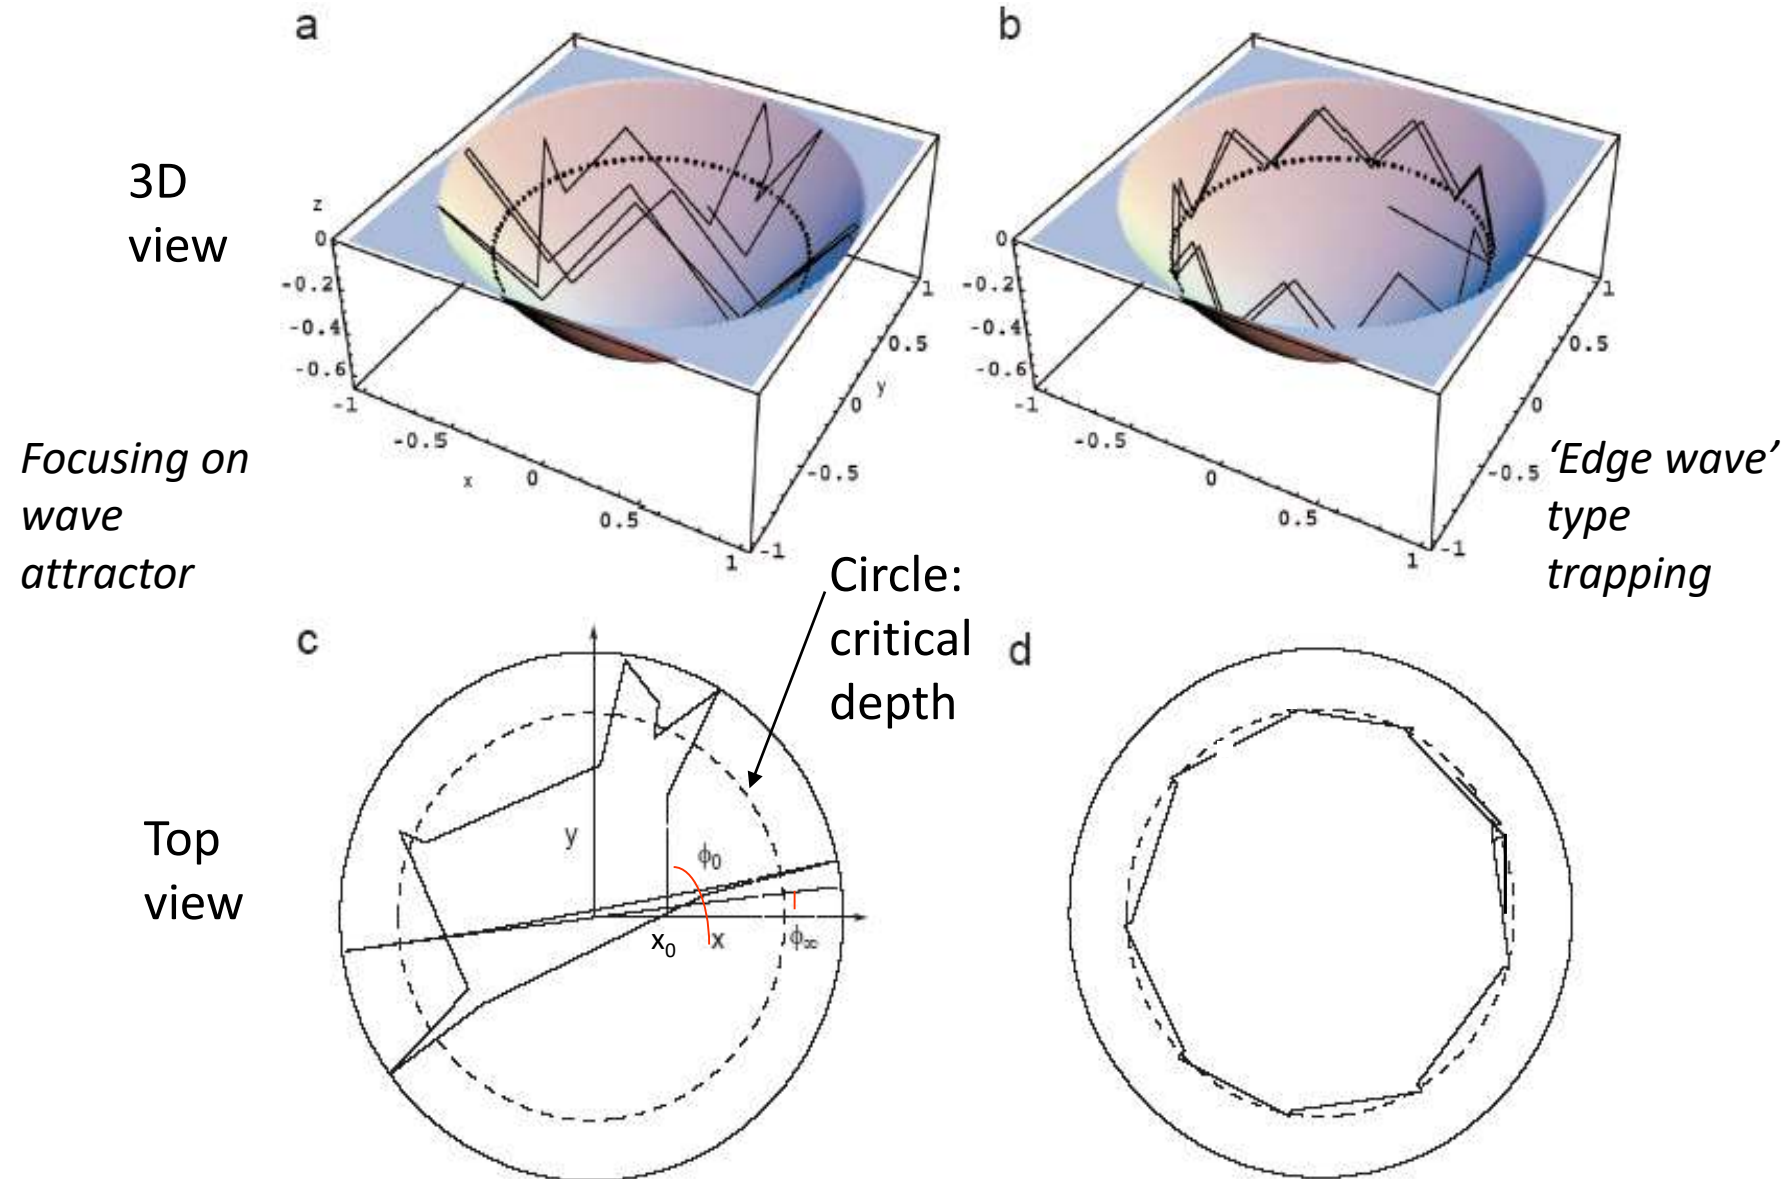 a
b
3D
view
z
0
-0.2
-0.4
-0.6
-1
-0.5
x
0
0.5
1
-1
-0.5
0
y
0.5
1
0
-0.2
-0.4
-0.6
-1
-0.5
0
0.5
1
-1
-0.5
0
0.5
1
Focusing on
wave
attractor
‘Edge wave’
type
trapping
Circle:
critical
depth
c
d
Top
view
y
ϕ0
x0
x
ϕ∞